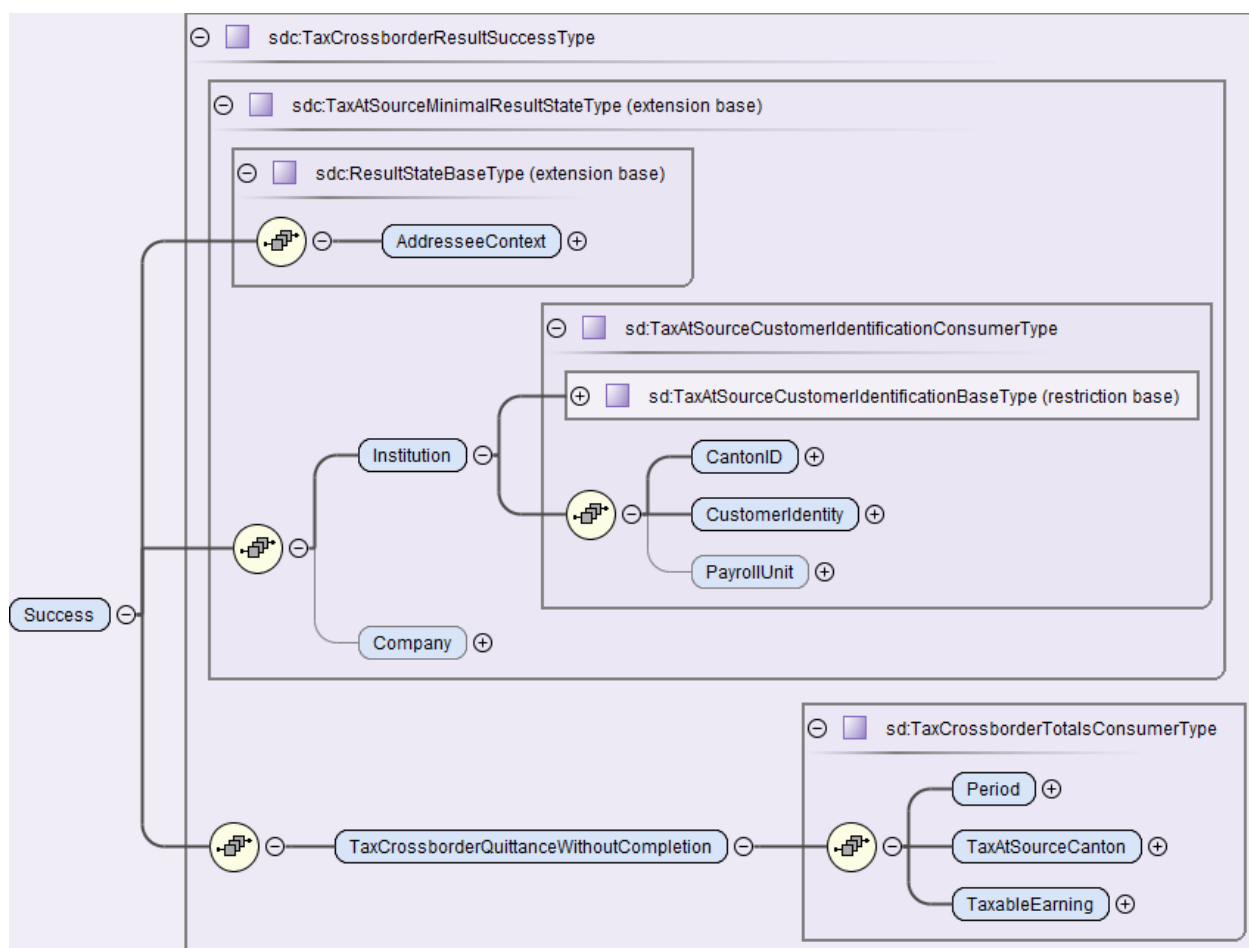 sdc:TaxCrossborderResultSuccessType
sdc:TaxAtSourceMinimalResultStateType (extension base)
sdc:ResultStateBaseType (extension base)
AddresseeContext
sd:TaxAtSourceCustomerIdentificationConsumerType
sd:TaxAtSourceCustomerIdentificationBaseType (restriction base)
Institution
CantonID
CustomerIdentity
PayrollUnit
Success
Company
sd:TaxCrossborderTotalsConsumerType
Period
TaxCrossborderQuittanceWithoutCompletion
TaxAtSourceCanton
TaxableEarning